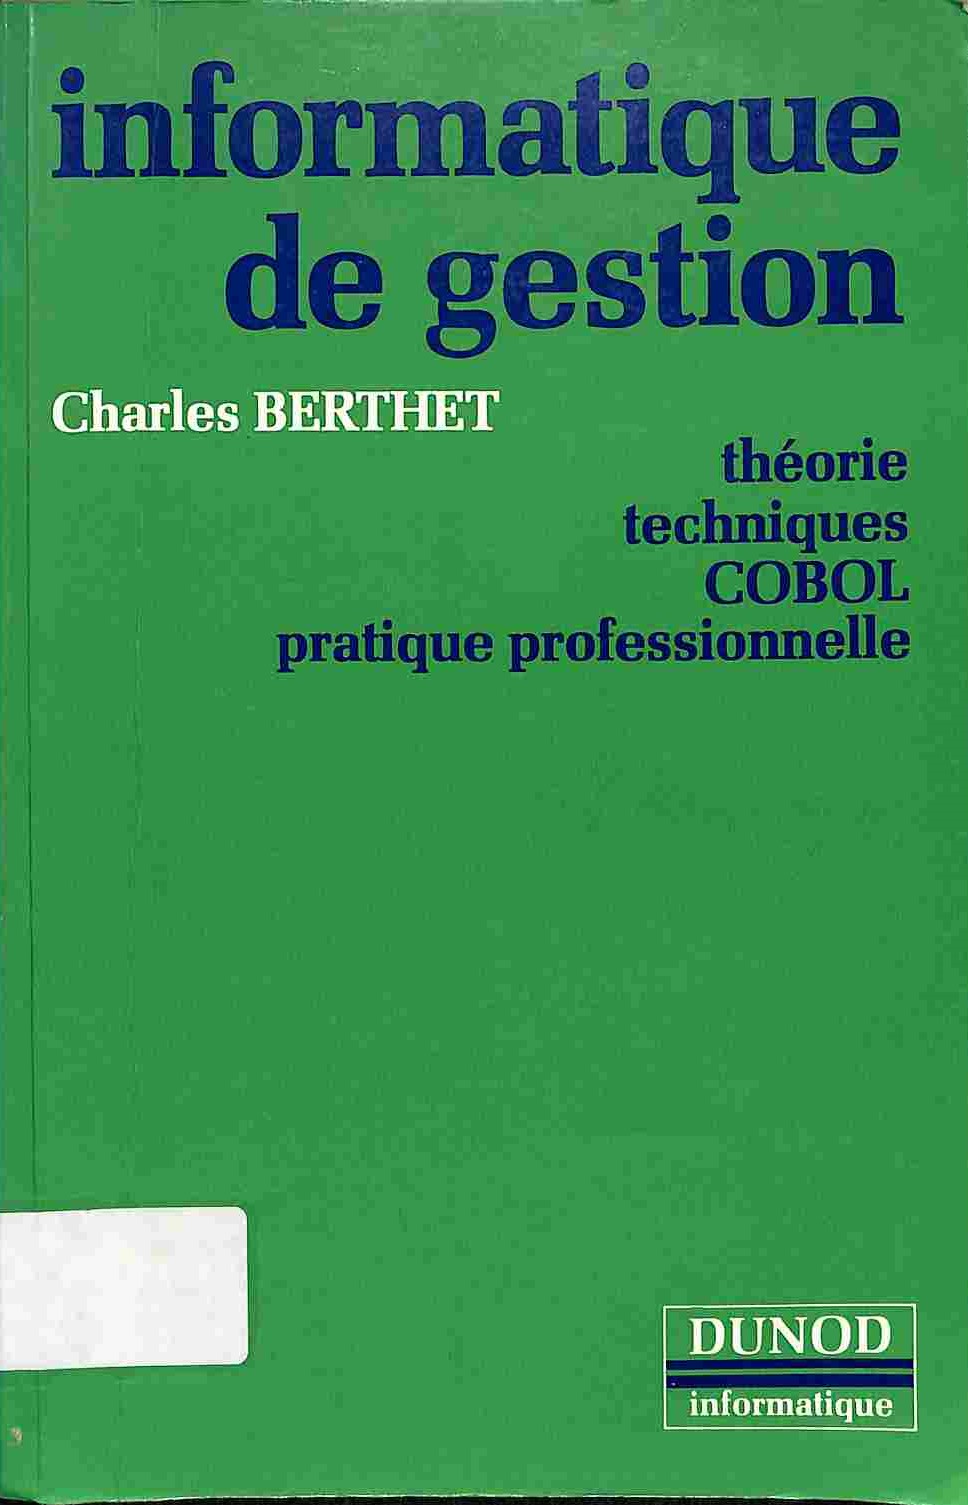 informatique
de gestion
Charles BERTHET
théorie
techniques
COBOL
pratique professionnelle
DUNOD
informatique